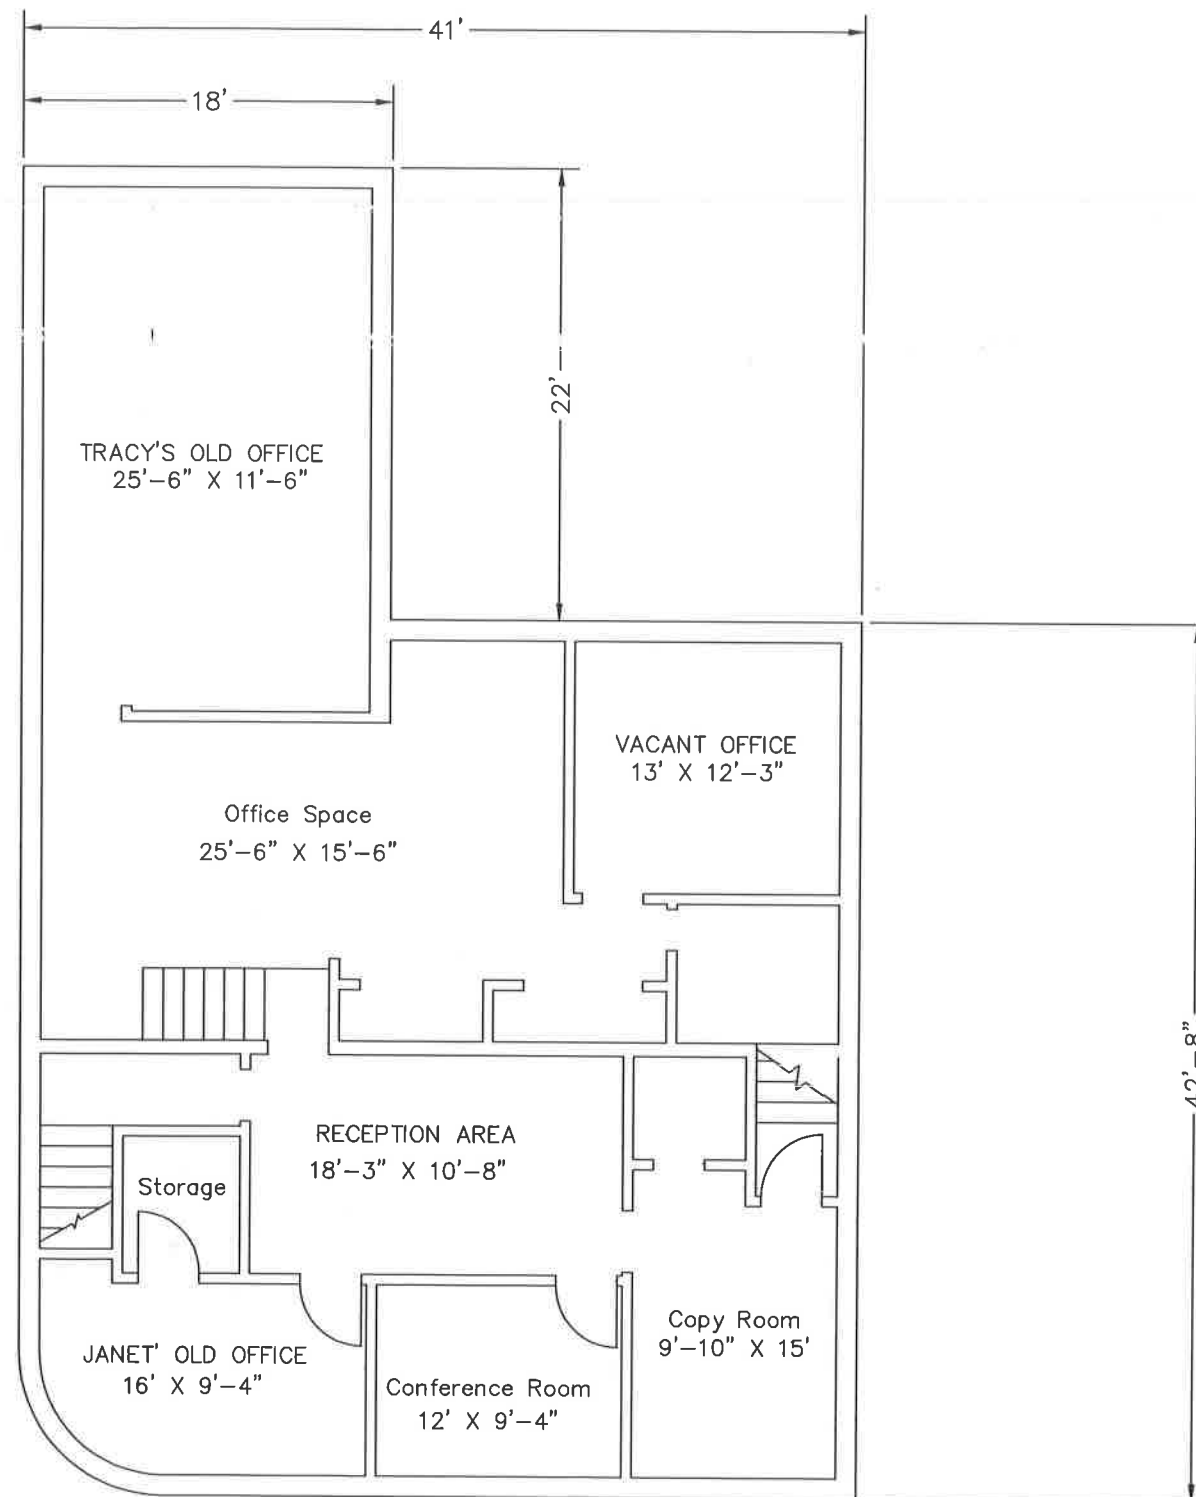 41'
18'
22'
TRACY'S OLD OFFICE
25'-6" X 11'-6"
VACANT OFFICE
13' X 12'-3"
Office Space
25'-6" X 15'-6"
42'-8"
RECEPTION AREA
18'-3" X 10'-8"
Storage
Copy Room
9'-10" X 15'
JANET' OLD OFFICE
16' X 9'-4"
Conference Room
12' X 9'-4"